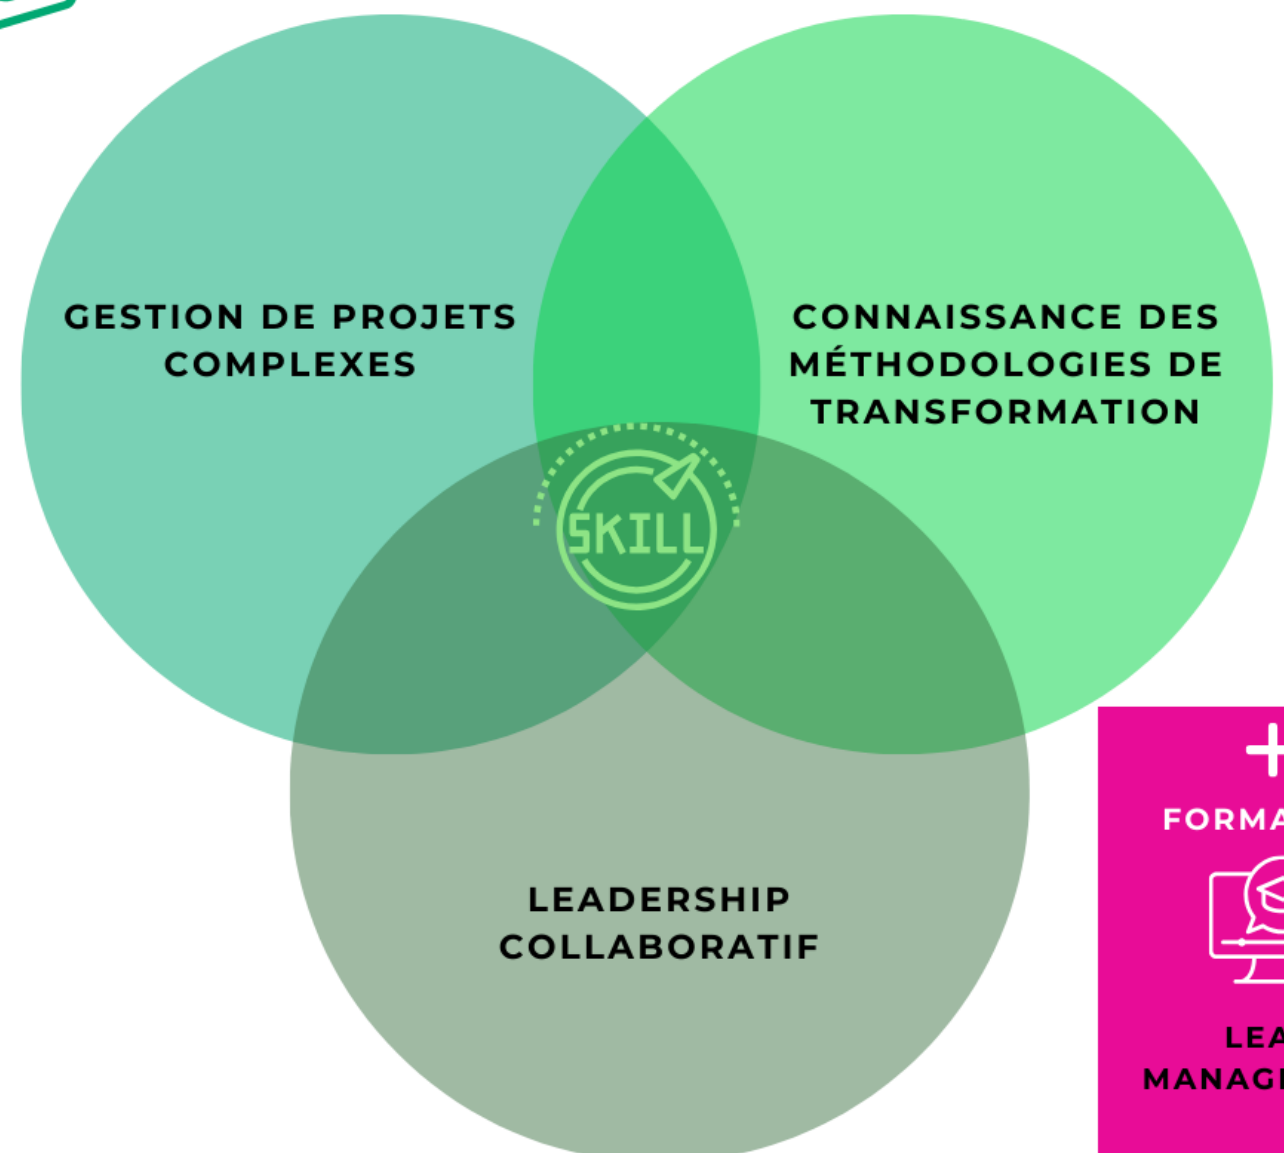 GESTION DE PROJETS
COMPLEXES
CONNAISSANCE DES
MÉTHODOLOGIES DE
TRANSFORMATION
SKILL
LEADERSHIP
COLLABORATIF